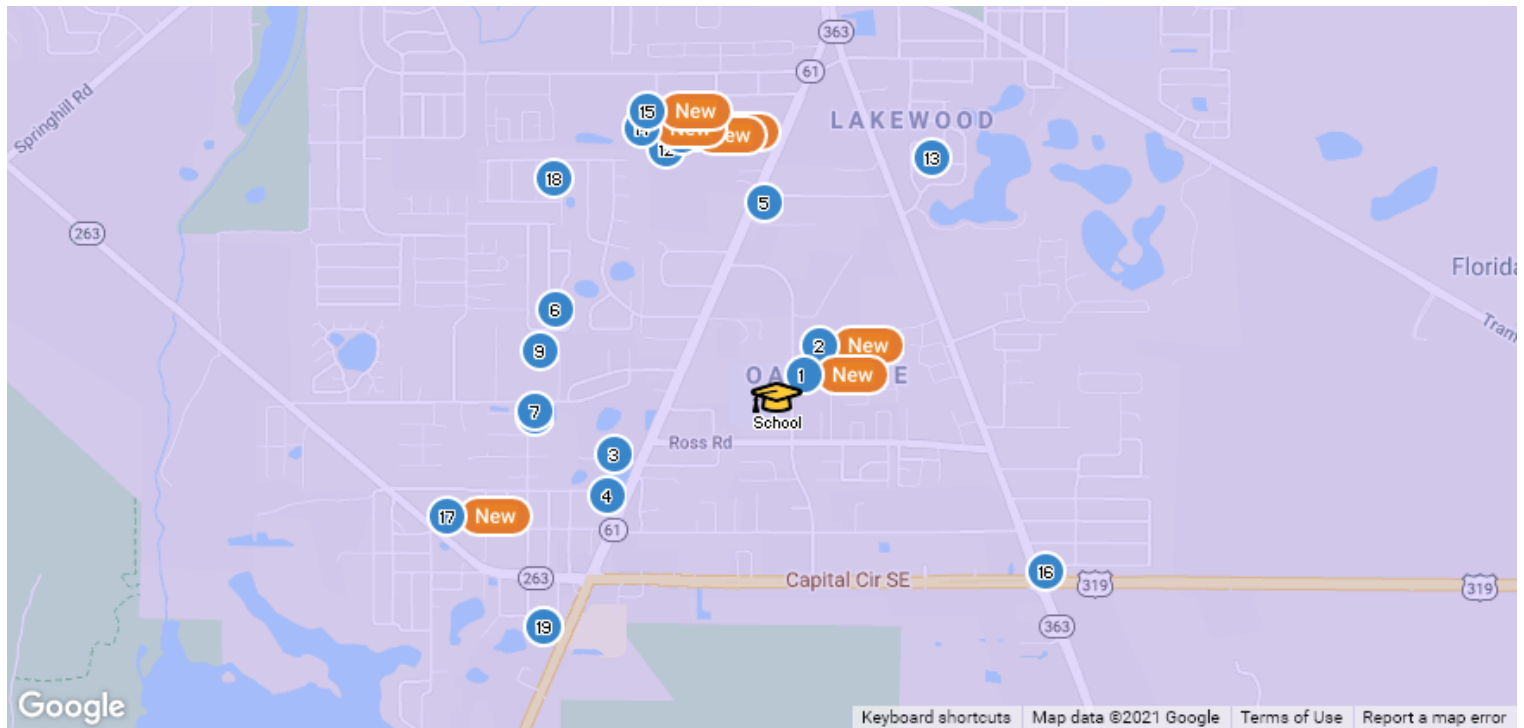 363
61
Springhill Rd
15 New
LAKEWOOD
New
12
13
18
5
263
Florida
6
2 New
Tram
9
1 New
7
School
Ross Rd
3
4
17 New
61
263
Capital Cir SE
16
319
319
19
363
Google
Keyboard shortcuts
Map data ©2021 Google
Terms of Use
Report a map error